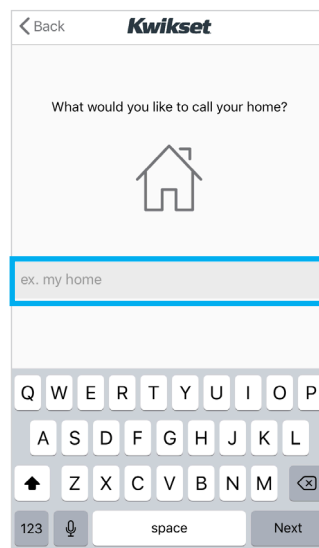 Back Kwikset
What would you like to call your home?
ex. my home
Q W E R T Y U I O P
A S D F G H J K L
Z X C V B N M
123 space Next